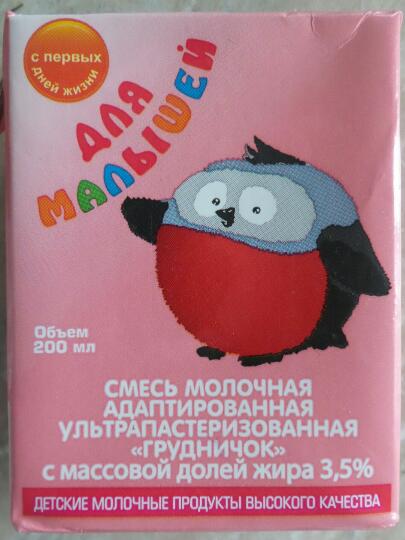 с первых
дней жизни
ДЛЯ
МАЛЫШЕЙ
Объем
200 мл
СМЕСЬ МОЛОЧНАЯ
АДАПТИРОВАННАЯ
УЛЬТРАПАСТЕРИЗОВАННАЯ
«ГРУДНИЧОК»
с массовой долей жира 3,5%
ДЕТСКИЕ МОЛОЧНЫЕ ПРОДУКТЫ ВЫСОКОГО КАЧЕСТВА